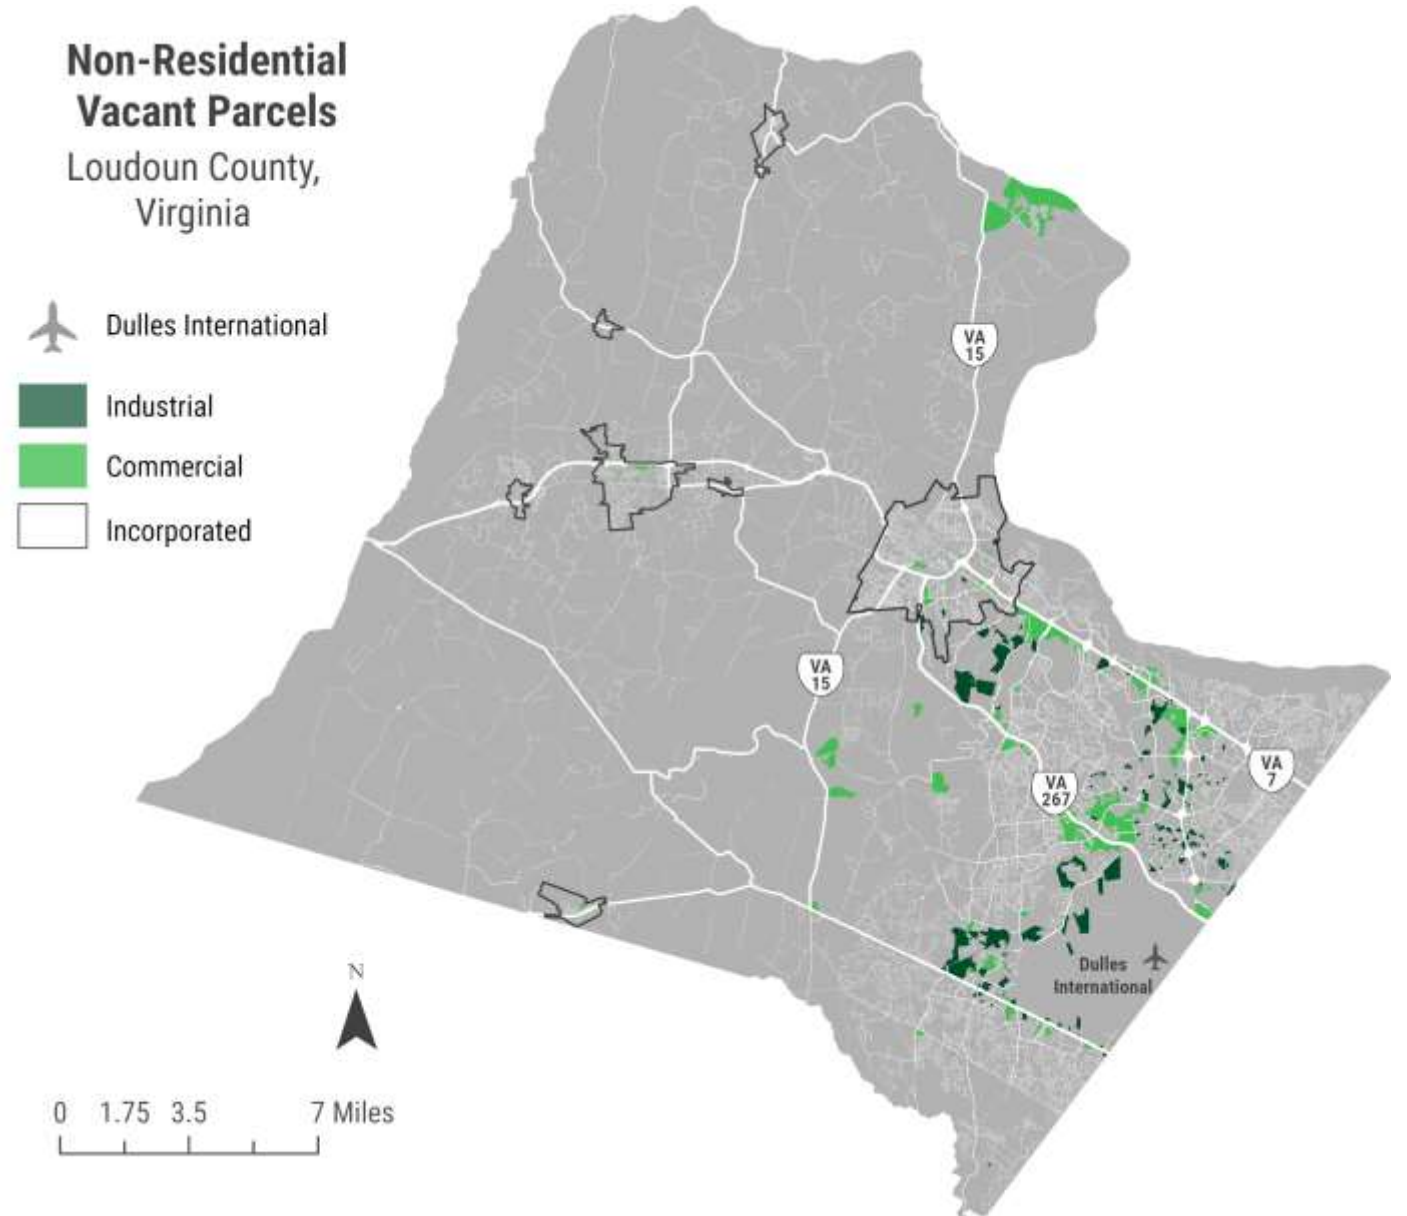 Non-Residential
Vacant Parcels
Loudoun County,
Virginia
Dulles International
Industrial
Commercial
Incorporated
VA
15
VA
15
VA
267
VA
7
Dulles
International
N
0 1.75 3.5 7 Miles